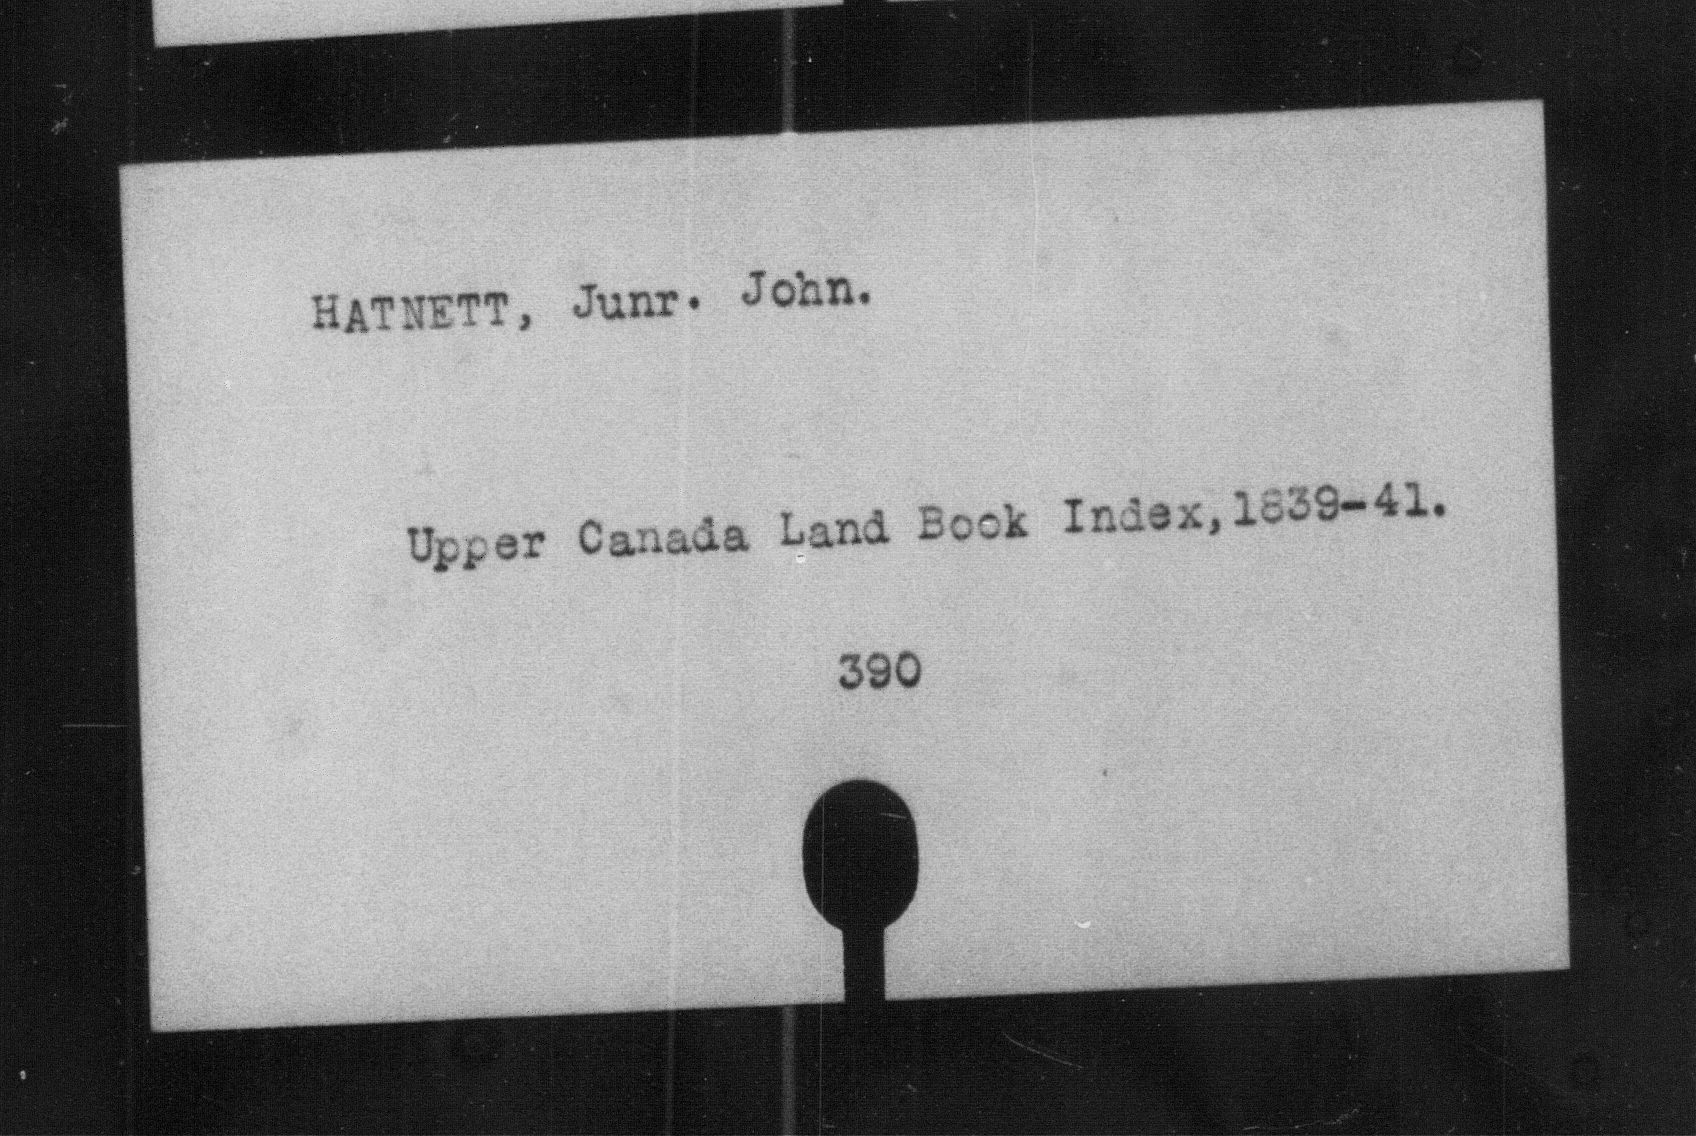 HATNETT, Junr. John.
Upper Canada Land Book Index,1839-41.
390